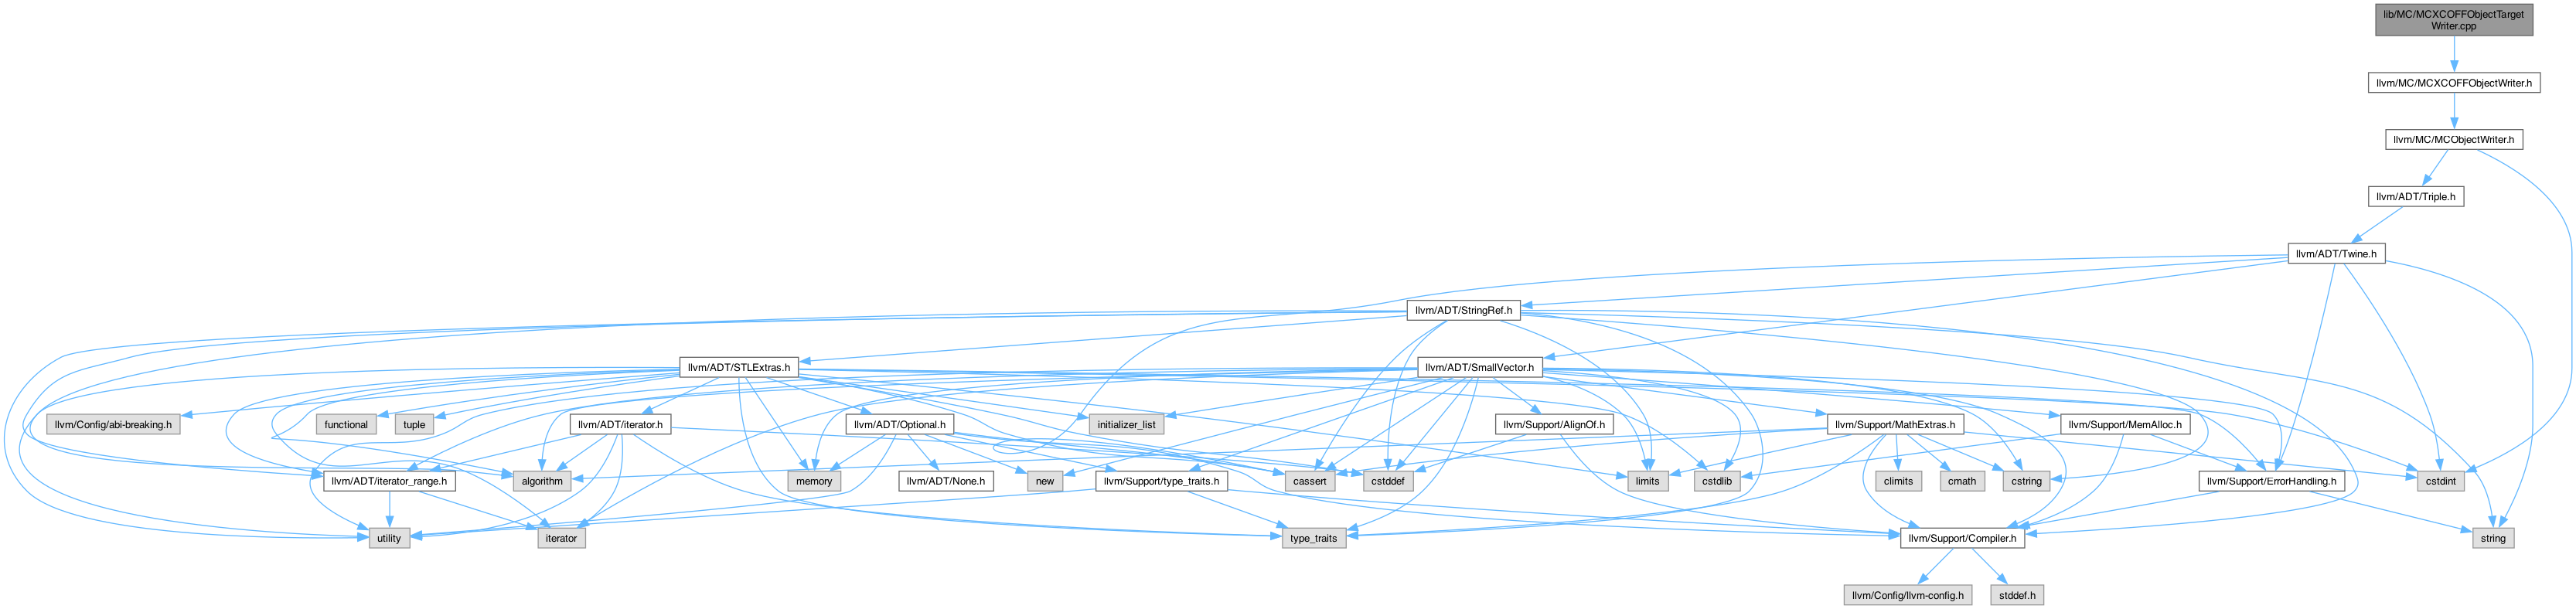 lib/MC/MCXCOFFObjectTarget
Writer.cpp
llvm/MC/MCXCOFFObjectWriter.h
llvm/MC/MCObjectWriter.h
llvm/ADT/Triple.h
llvm/ADT/Twine.h
llvm/ADT/StringRef.h
llvm/ADT/STLExtras.h
llvm/ADT/SmallVector.h
llvm/Config/abi-breaking.h
functional
tuple
llvm/ADT/iterator.h
llvm/ADT/Optional.h
initializer_list
llvm/Support/AlignOf.h
llvm/Support/MathExtras.h
llvm/Support/MemAlloc.h
llvm/ADT/iterator_range.h
algorithm
memory
llvm/ADT/None.h
new
llvm/Support/type_traits.h
cassert
cstddef
limits
cstdlib
climits
cmath
cstring
llvm/Support/ErrorHandling.h
cstdint
utility
iterator
type_traits
llvm/Support/Compiler.h
string
llvm/Config/llvm-config.h
stddef.h